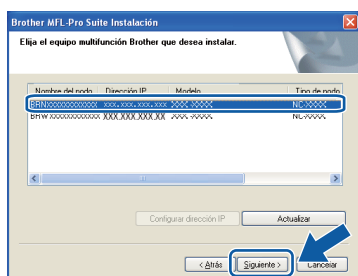 Brother MFL-Pro Suite Instalación
Elija el equipo multifunción Brother que desea instalar.
Nombre del nodo Dirección IP Modelo Tipo de nodo
BRNXXXXXXXXXXXX XXX.XXX.XXX.XXX XXX-XXXX NC-XXXX
BRWXXXXXXXXXXXX XXX.XXX.XXX.XX XXX-XXXX NC-XXXX
Configurar dirección IP Actualizar
< Atrás Siguiente > Cancelar